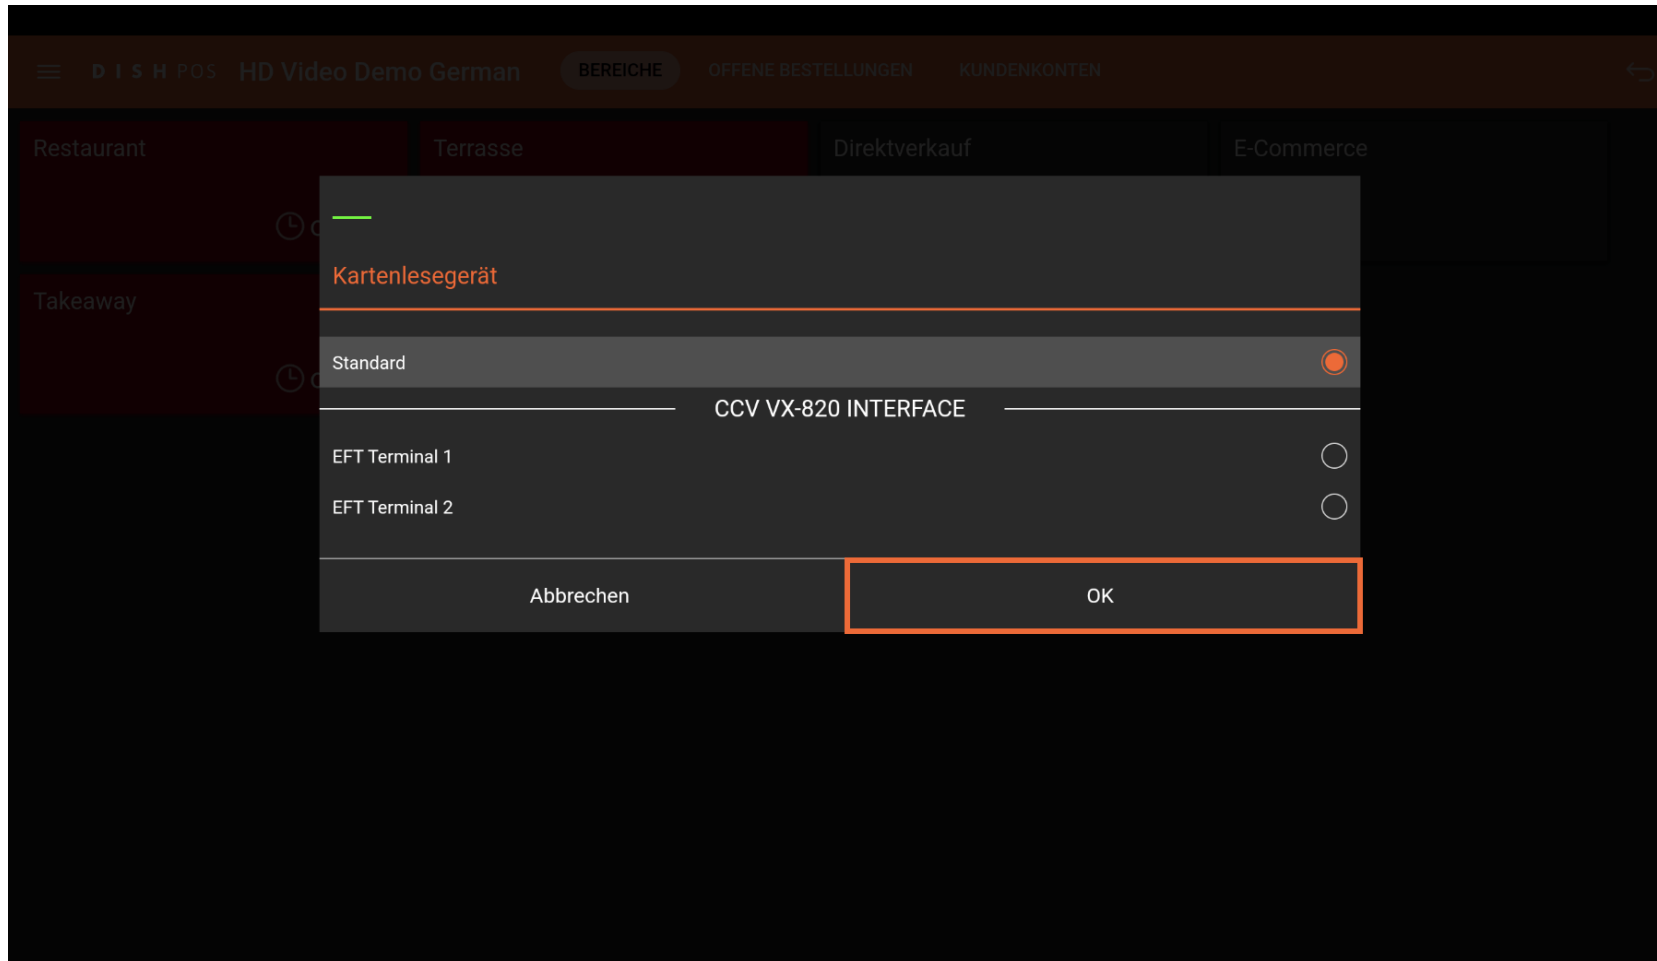 DISH POS HD Video Demo German BEREICHE OFFENE BESTELLUNGEN KUNDENKONTEN
Restaurant Terrasse Direktverkauf E-Commerce
Kartenlesegerät
Takeaway
Standard
CCV VX-820 INTERFACE
EFT Terminal 1
EFT Terminal 2
Abbrechen OK